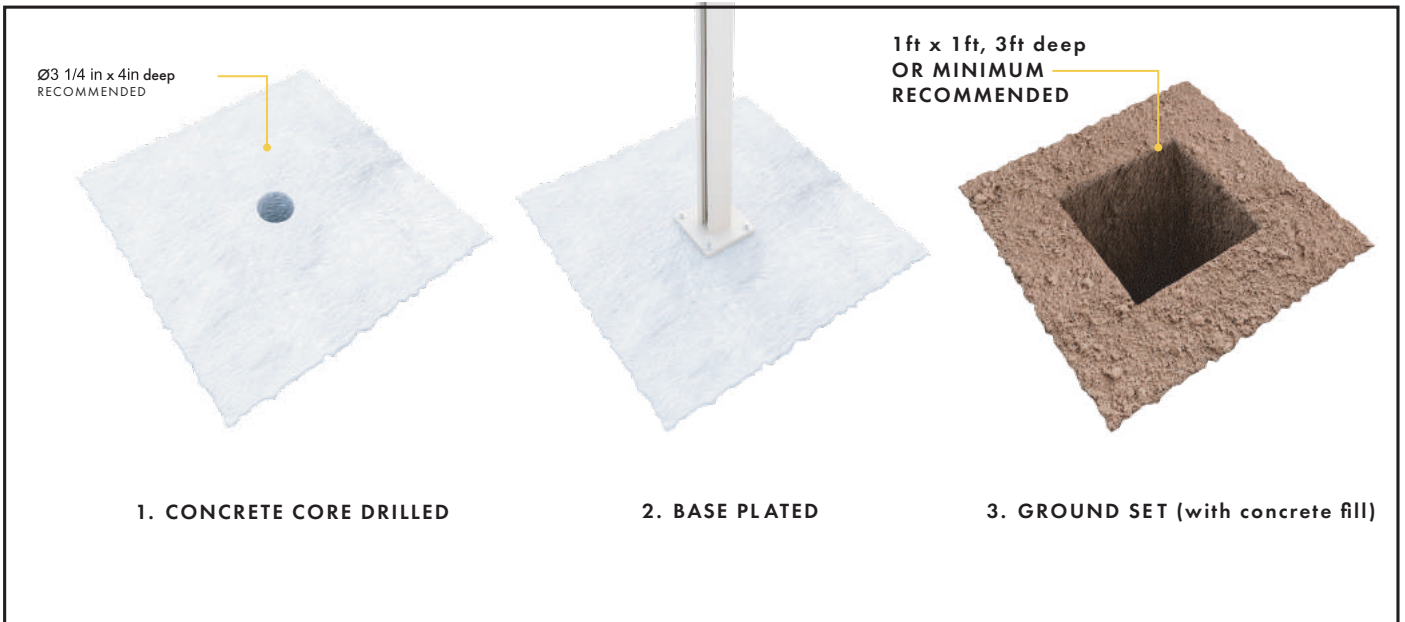 Ø3 1/4 in x 4in deep
RECOMMENDED
1ft x 1ft, 3ft deep
OR MINIMUM
RECOMMENDED
1. CONCRETE CORE DRILLED
2. BASE PLATED
3. GROUND SET (with concrete fill)